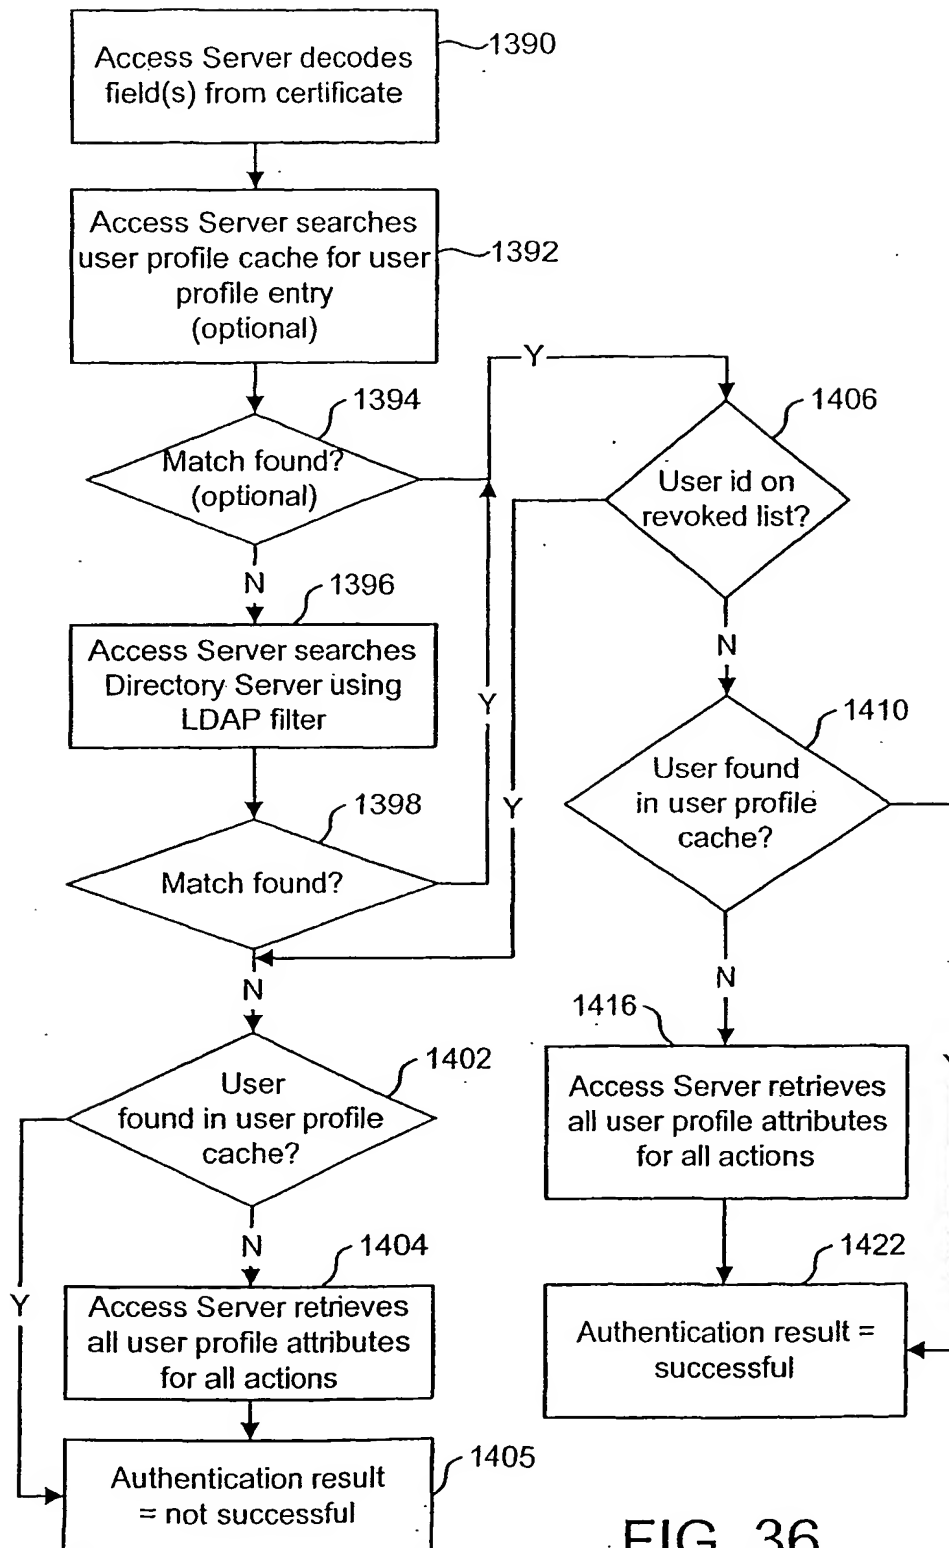 Access Server decodes
field(s) from certificate
1390
Access Server searches
user profile cache for user
profile entry
(optional)
1392
Y
1394
Match found?
(optional)
1406
User id on
revoked list?
N
1396
Access Server searches
Directory Server using
LDAP filter
Y
Y
N
1410
User found
in user profile
cache?
1398
Match found?
N
N
1402
User
found in user profile
cache?
1416
Access Server retrieves
all user profile attributes
for all actions
N
Y
1404
Access Server retrieves
all user profile attributes
for all actions
1422
Authentication result =
successful
1405
Authentication result
= not successful
FIG. 36